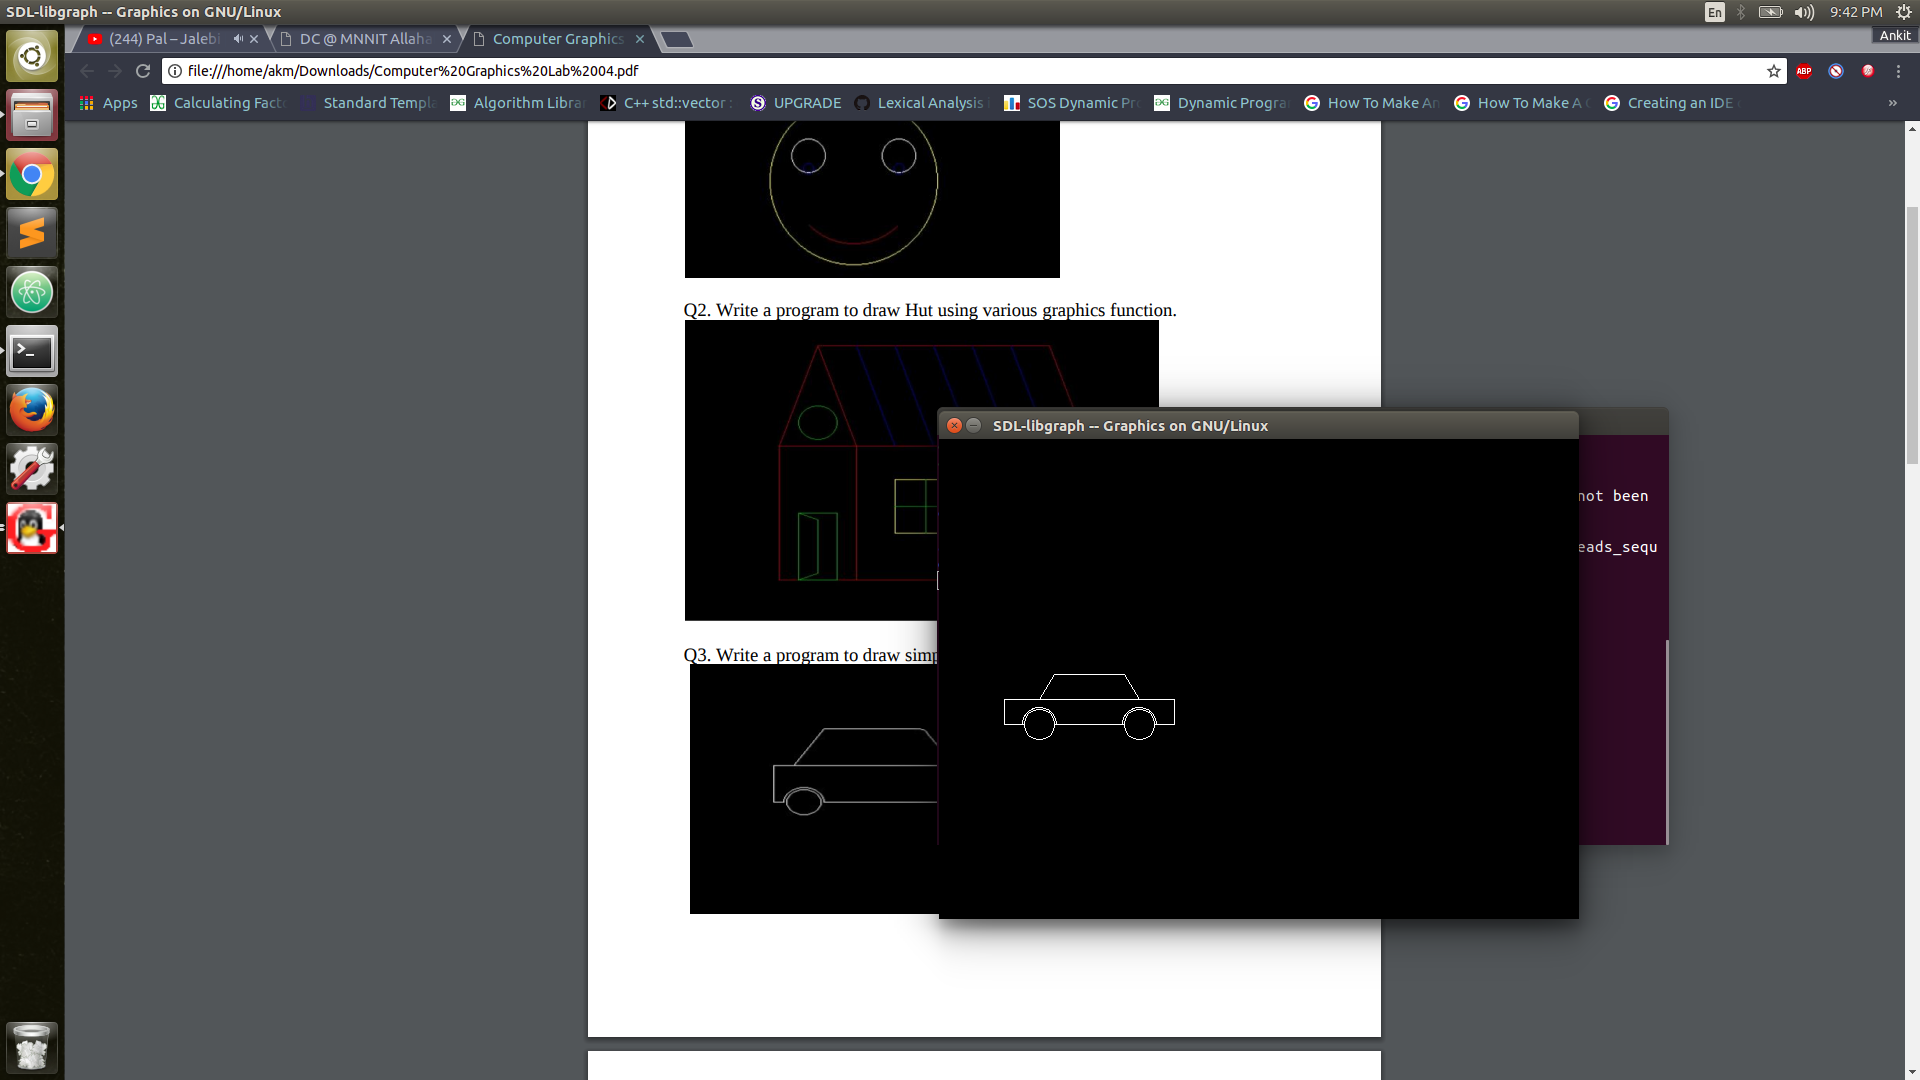 SDL-libgraph -- Graphics on GNU/Linux
En
9:42 PM
(244) Pal – Jalebi
DC @ MNNIT Allaha
Computer Graphics
Ankit
file:///home/akm/Downloads/Computer%20Graphics%20Lab%2004.pdf
ABP
Apps
Calculating Facto
Standard Templa
Algorithm Librar
C++ std::vector :
UPGRADE
Lexical Analysis
SOS Dynamic Pr
Dynamic Progra
How To Make An
How To Make A
Creating an IDE
»
Q2. Write a program to draw Hut using various graphics function.
SDL-libgraph -- Graphics on GNU/Linux
not been
eads_sequ
Q3. Write a program to draw simp